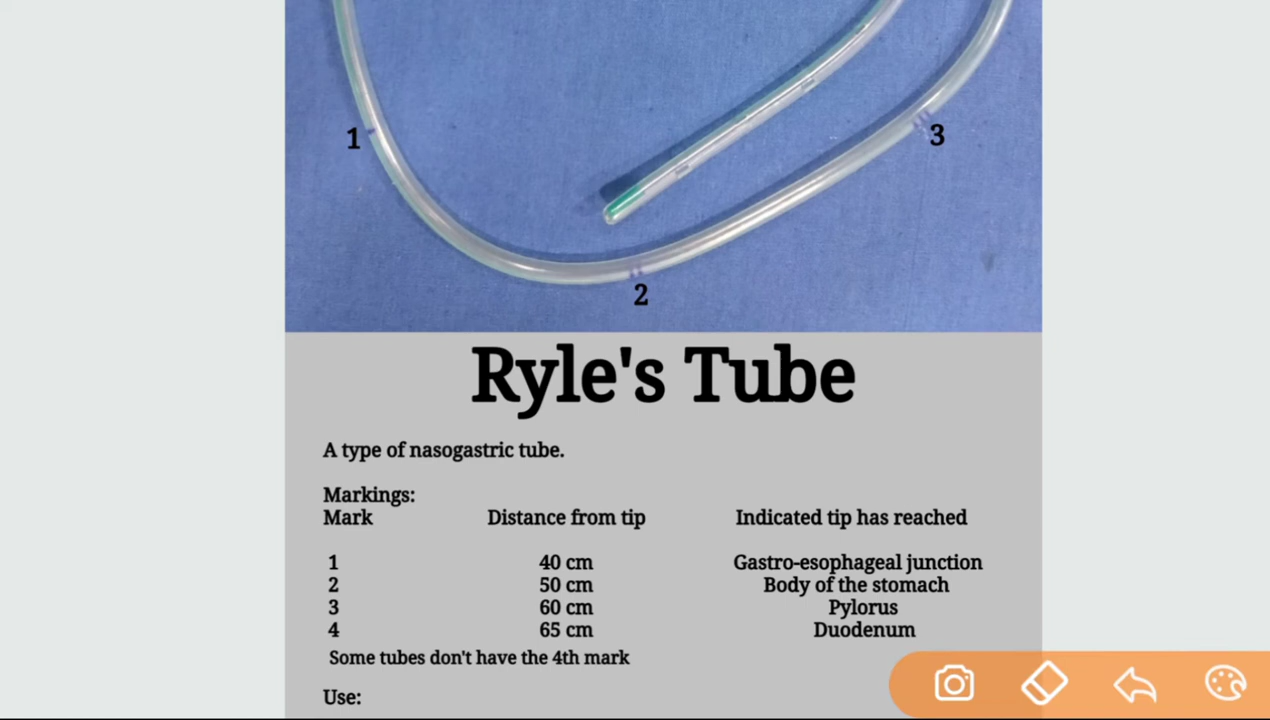 1
3
2
Ryle's Tube
A type of nasogastric tube.
Markings:
Mark Distance from tip Indicated tip has reached
1 40 cm Gastro-esophageal junction
2 50 cm Body of the stomach
3 60 cm Pylorus
4 65 cm Duodenum
Some tubes don't have the 4th mark
Use: